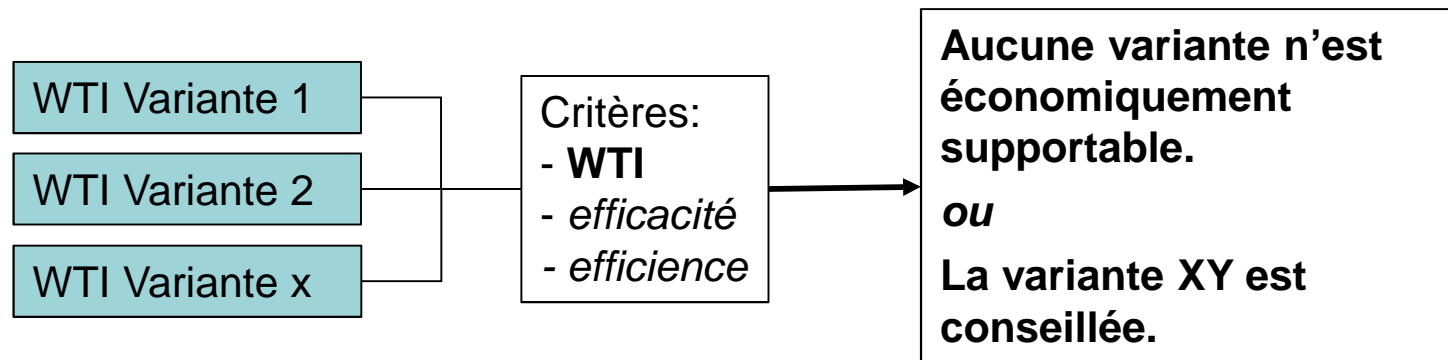 WTI Variante 1
WTI Variante 2
WTI Variante x
Critères:
- WTI
- efficacité
- efficience
Aucune variante n’est
économiquement
supportable.
ou
La variante XY est
conseillée.